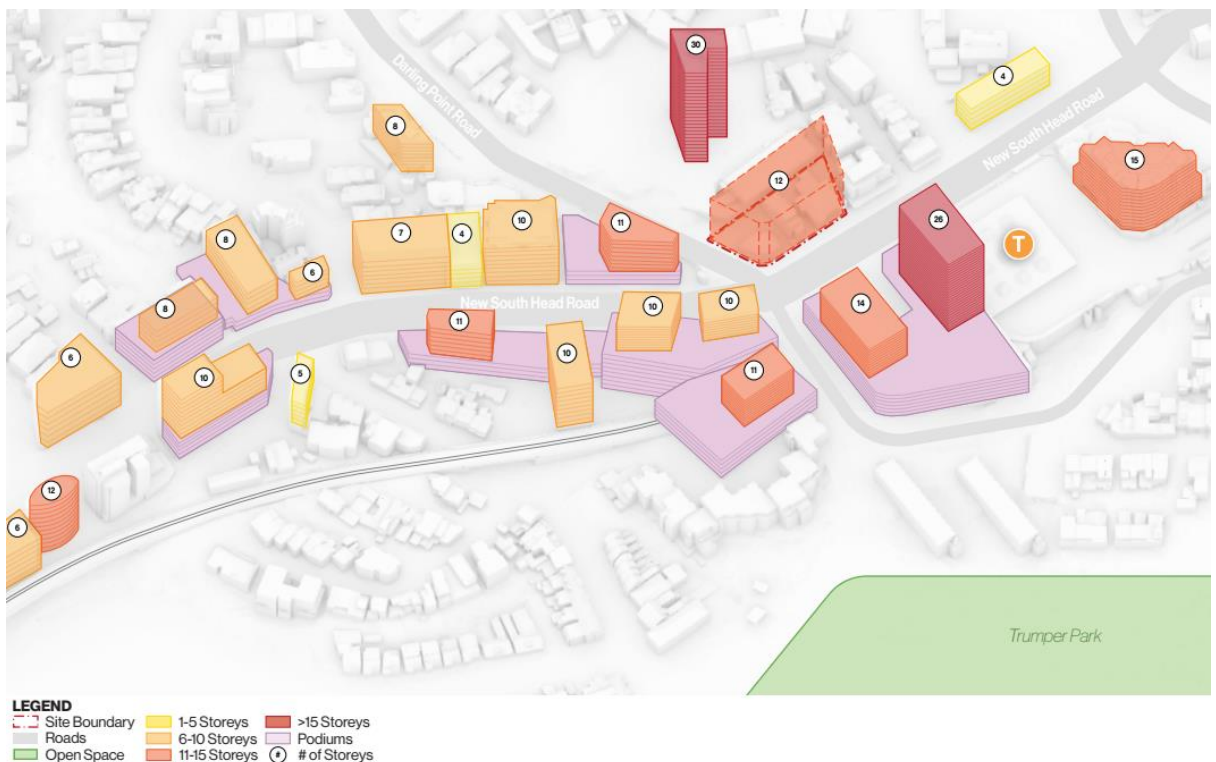 30
4
Darling Point Road
8
New South Head Road
12
15
10
11
26
7
4
T
8
6
New South Head Road
10
10
14
8
11
10
11
6
10
5
12
6
Trumper Park
LEGEND
Site Boundary
1-5 Storeys
>15 Storeys
Roads
6-10 Storeys
Podiums
Open Space
11-15 Storeys
# # of Storeys